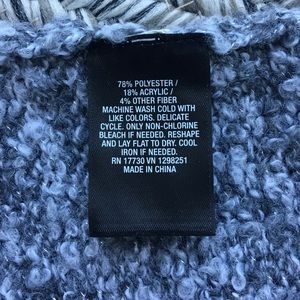 78% POLYESTER /
18% ACRYLIC /
4% OTHER FIBER
MACHINE WASH COLD WITH
LIKE COLORS. DELICATE
CYCLE. ONLY NON-CHLORINE
BLEACH IF NEEDED. RESHAPE
AND LAY FLAT TO DRY. COOL
IRON IF NEEDED.
RN 17730 VN 1298251
MADE IN CHINA